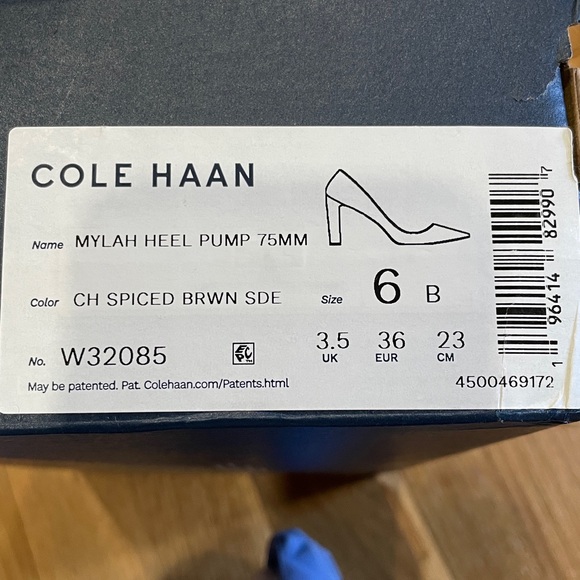 COLE HAAN
Name MYLAH HEEL PUMP 75MM
Color CH SPICED BRWN SDE Size 6 B
3.5 36 23
UK EUR CM
No. W32085
May be patented. Pat. Colehaan.com/Patents.html
4500469172
1 96414 82990 7